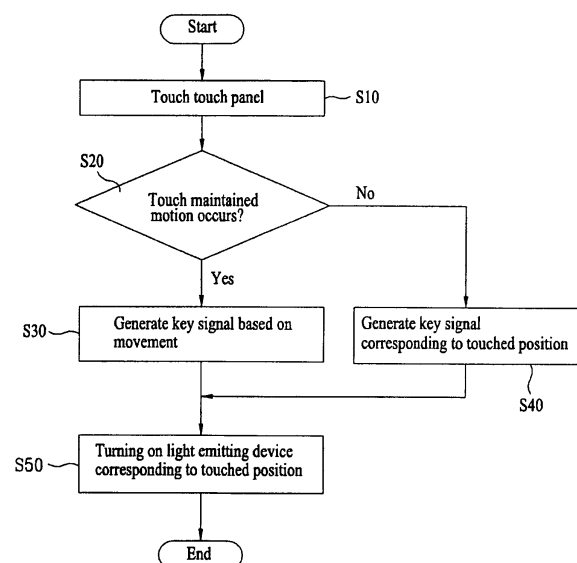 Start
Touch touch panel
S10
S20
Touch maintained
motion occurs?
No
Yes
S30
Generate key signal based on
movement
Generate key signal
corresponding to touched position
S40
S50
Turning on light emitting device
corresponding to touched position
End